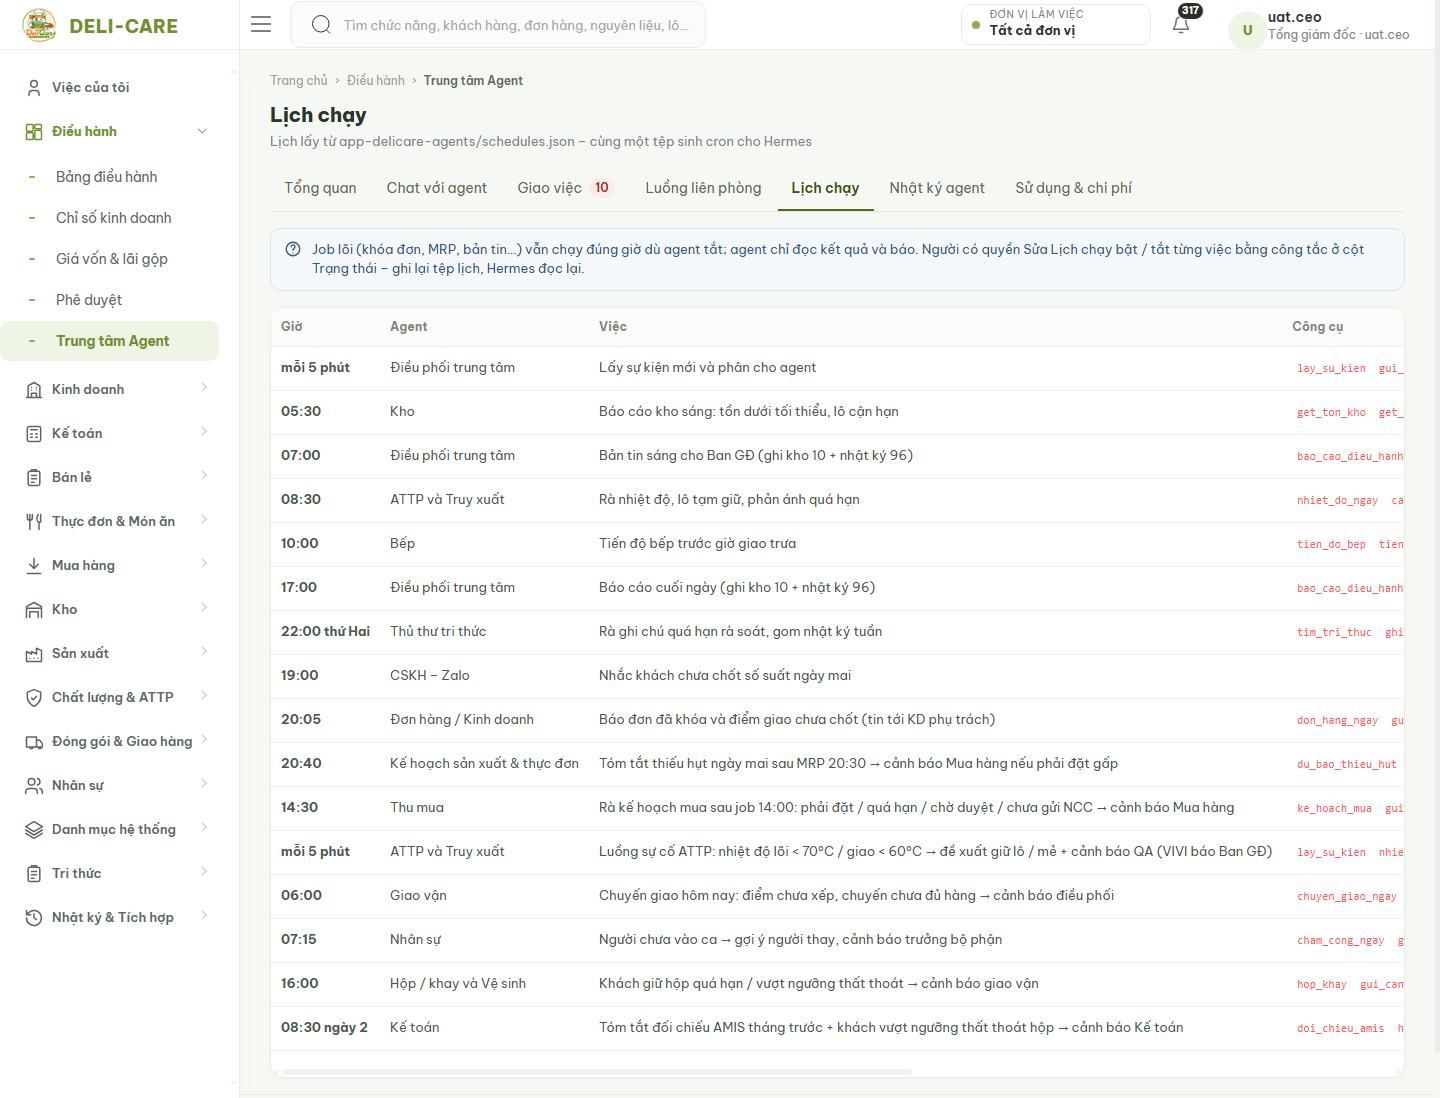 DELI-CARE
Tìm chức năng, khách hàng, đơn hàng, nguyên liệu, lô...
ĐƠN VỊ LÀM VIỆC
Tất cả đơn vị
317
U
uat.ceo
Tổng giám đốc · uat.ceo
Việc của tôi
Điều hành
Bảng điều hành
Chỉ số kinh doanh
Giá vốn & lãi gộp
Phê duyệt
Trung tâm Agent
Kinh doanh
Kế toán
Bán lẻ
Thực đơn & Món ăn
Mua hàng
Kho
Sản xuất
Chất lượng & ATTP
Đóng gói & Giao hàng
Nhân sự
Danh mục hệ thống
Tri thức
Nhật ký & Tích hợp
Trang chủ › Điều hành › Trung tâm Agent
Lịch chạy
Lịch lấy từ app-delicare-agents/schedules.json – cùng một tệp sinh cron cho Hermes
Tổng quan Chat với agent Giao việc 10 Luồng liên phòng Lịch chạy Nhật ký agent Sử dụng & chi phí
Job lõi (khóa đơn, MRP, bản tin…) vẫn chạy đúng giờ dù agent tắt; agent chỉ đọc kết quả và báo. Người có quyền Sửa Lịch chạy bật / tắt từng việc bằng công tắc ở cột
Trạng thái – ghi lại tệp lịch, Hermes đọc lại.
Giờ Agent Việc Công cụ
mỗi 5 phút Điều phối trung tâm Lấy sự kiện mới và phân cho agent lay_su_kien gui_
05:30 Kho Báo cáo kho sáng: tồn dưới tối thiểu, lô cận hạn get_ton_kho get_
07:00 Điều phối trung tâm Bản tin sáng cho Ban GĐ (ghi kho 10 + nhật ký 96) bao_cao_dieu_hanh
08:30 ATTP và Truy xuất Rà nhiệt độ, lô tạm giữ, phản ánh quá hạn nhiet_do_ngay ca
10:00 Bếp Tiến độ bếp trước giờ giao trưa tien_do_bep tien
17:00 Điều phối trung tâm Báo cáo cuối ngày (ghi kho 10 + nhật ký 96) bao_cao_dieu_hanh
22:00 thứ Hai Thủ thư tri thức Rà ghi chú quá hạn rà soát, gom nhật ký tuần tim_tri_thuc ghi
19:00 CSKH – Zalo Nhắc khách chưa chốt số suất ngày mai
20:05 Đơn hàng / Kinh doanh Báo đơn đã khóa và điểm giao chưa chốt (tin tới KD phụ trách) don_hang_ngay gu
20:40 Kế hoạch sản xuất & thực đơn Tóm tắt thiếu hụt ngày mai sau MRP 20:30 → cảnh báo Mua hàng nếu phải đặt gấp du_bao_thieu_hut
14:30 Thu mua Rà kế hoạch mua sau job 14:00: phải đặt / quá hạn / chờ duyệt / chưa gửi NCC → cảnh báo Mua hàng ke_hoach_mua gui
mỗi 5 phút ATTP và Truy xuất Luồng sự cố ATTP: nhiệt độ lõi < 70°C / giao < 60°C → đề xuất giữ lô / mẻ + cảnh báo QA (VIVI báo Ban GĐ) lay_su_kien nhie
06:00 Giao vận Chuyến giao hôm nay: điểm chưa xếp, chuyến chưa đủ hàng → cảnh báo điều phối chuyen_giao_ngay
07:15 Nhân sự Người chưa vào ca → gợi ý người thay, cảnh báo trưởng bộ phận cham_cong_ngay g
16:00 Hộp / khay và Vệ sinh Khách giữ hộp quá hạn / vượt ngưỡng thất thoát → cảnh báo giao vận hop_khay gui_can
08:30 ngày 2 Kế toán Tóm tắt đối chiếu AMIS tháng trước + khách vượt ngưỡng thất thoát hộp → cảnh báo Kế toán doi_chieu_amis h